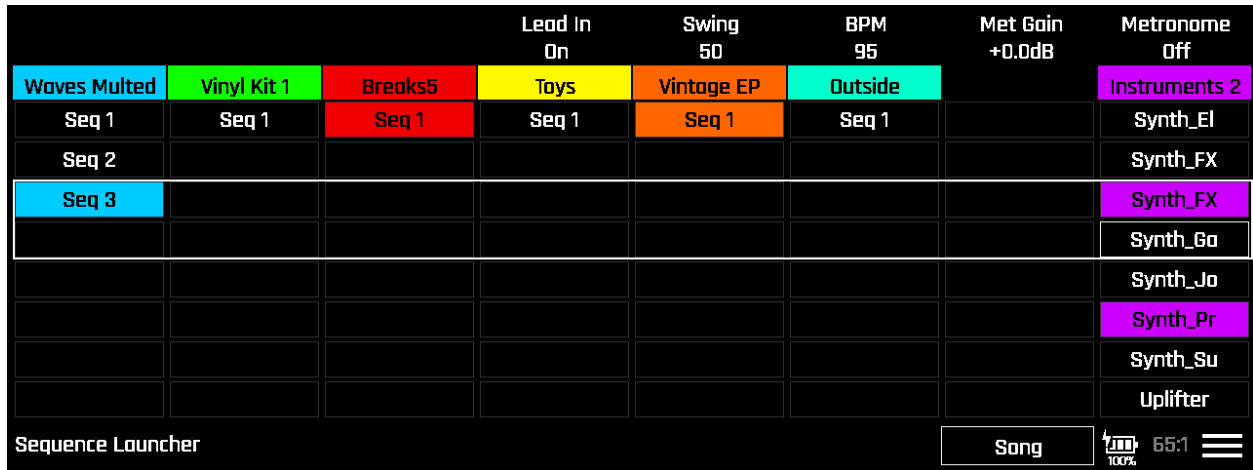 Lead In Swing BPM Met Gain Metronome
On 50 95 +0.0dB Off
Waves Multed Vinyl Kit 1 Breaks5 Toys Vintage EP Outside Instruments 2
Seq 1 Seq 1 Seq 1 Seq 1 Seq 1 Seq 1 Synth_El
Seq 2 Synth_FX
Seq 3 Synth_FX
Synth_Ga
Synth_Jo
Synth_Pr
Synth_Su
Uplifter
Sequence Launcher Song 100% 65:1